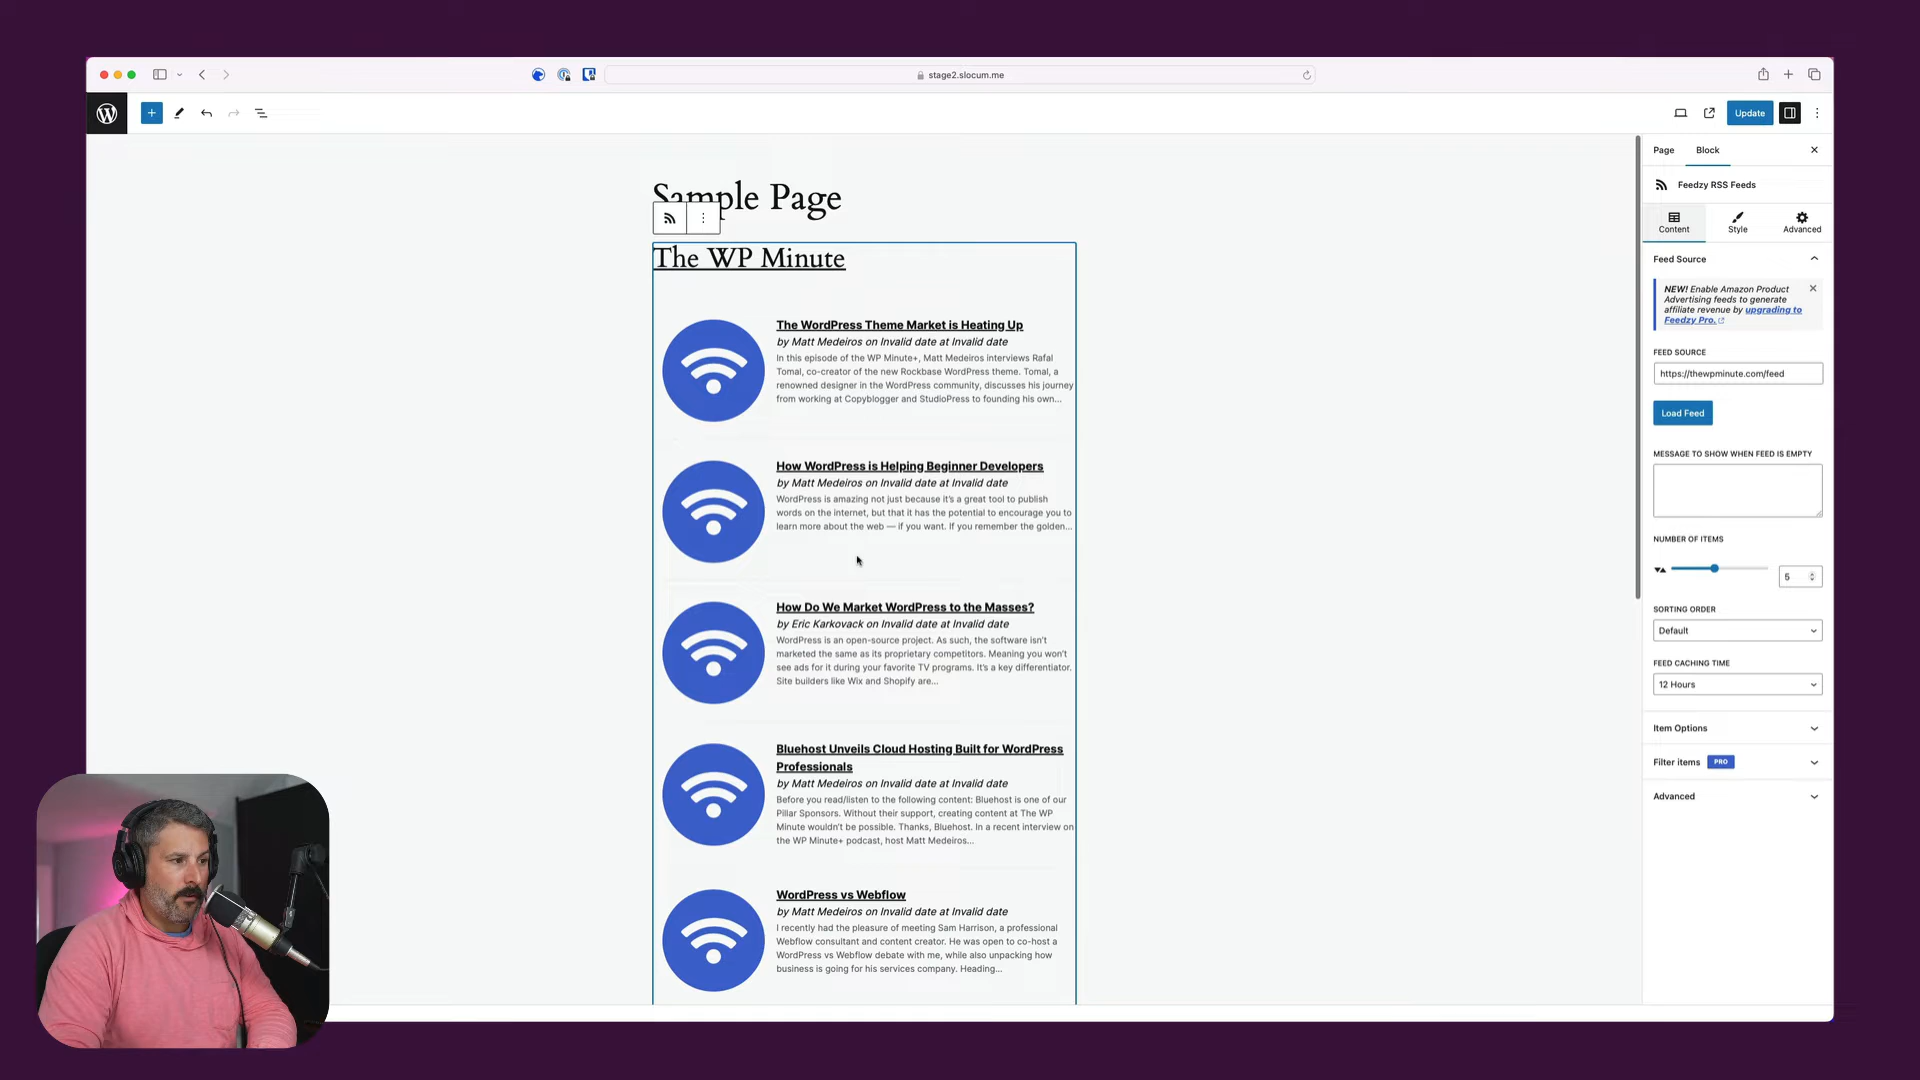 stage2.slocum.me
Update
Page
Block
Sample Page
Feedzy RSS Feeds
Content
Style
Advanced
The WP Minute
Feed Source
NEW! Enable Amazon Product
Advertising feeds to generate
affiliate revenue by upgrading to
Feedzy Pro.
The WordPress Theme Market is Heating Up
by Matt Medeiros on Invalid date at Invalid date
In this episode of the WP Minute+, Matt Medeiros interviews Rafal
Tomal, co-creator of the new Rockbase WordPress theme. Tomal, a
renowned designer in the WordPress community, discusses his journey
from working at Copyblogger and StudioPress to founding his own...
FEED SOURCE
https://thewpminute.com/feed
Load Feed
How WordPress is Helping Beginner Developers
by Matt Medeiros on Invalid date at Invalid date
WordPress is amazing not just because it's a great tool to publish
words on the internet, but that it has the potential to encourage you to
learn more about the web — if you want. If you remember the golden...
MESSAGE TO SHOW WHEN FEED IS EMPTY
NUMBER OF ITEMS
5
How Do We Market WordPress to the Masses?
by Eric Karkovack on Invalid date at Invalid date
WordPress is an open-source project. As such, the software isn't
marketed the same as its proprietary competitors. Meaning you won't
see ads for it during your favorite TV programs. It's a key differentiator.
Site builders like Wix and Shopify are...
SORTING ORDER
Default
FEED CACHING TIME
12 Hours
Item Options
Filter items PRO
Advanced
Bluehost Unveils Cloud Hosting Built for WordPress
Professionals
by Matt Medeiros on Invalid date at Invalid date
Before you read/listen to the following content: Bluehost is one of our
Pillar Sponsors. Without their support, creating content at The WP
Minute wouldn't be possible. Thanks, Bluehost. In a recent interview on
the WP Minute+ podcast, host Matt Medeiros...
WordPress vs Webflow
by Matt Medeiros on Invalid date at Invalid date
I recently had the pleasure of meeting Sam Harrison, a professional
Webflow consultant and content creator. He was open to co-host a
WordPress vs Webflow debate with me, while also unpacking how
business is going for his services company. Heading...